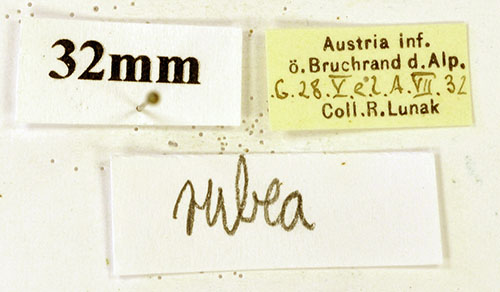 32mm
Austria inf.
ö. Bruchrand d. Alp.
G. 28. V e. l. A. VII. 32
Coll. R. Lunak
rubea